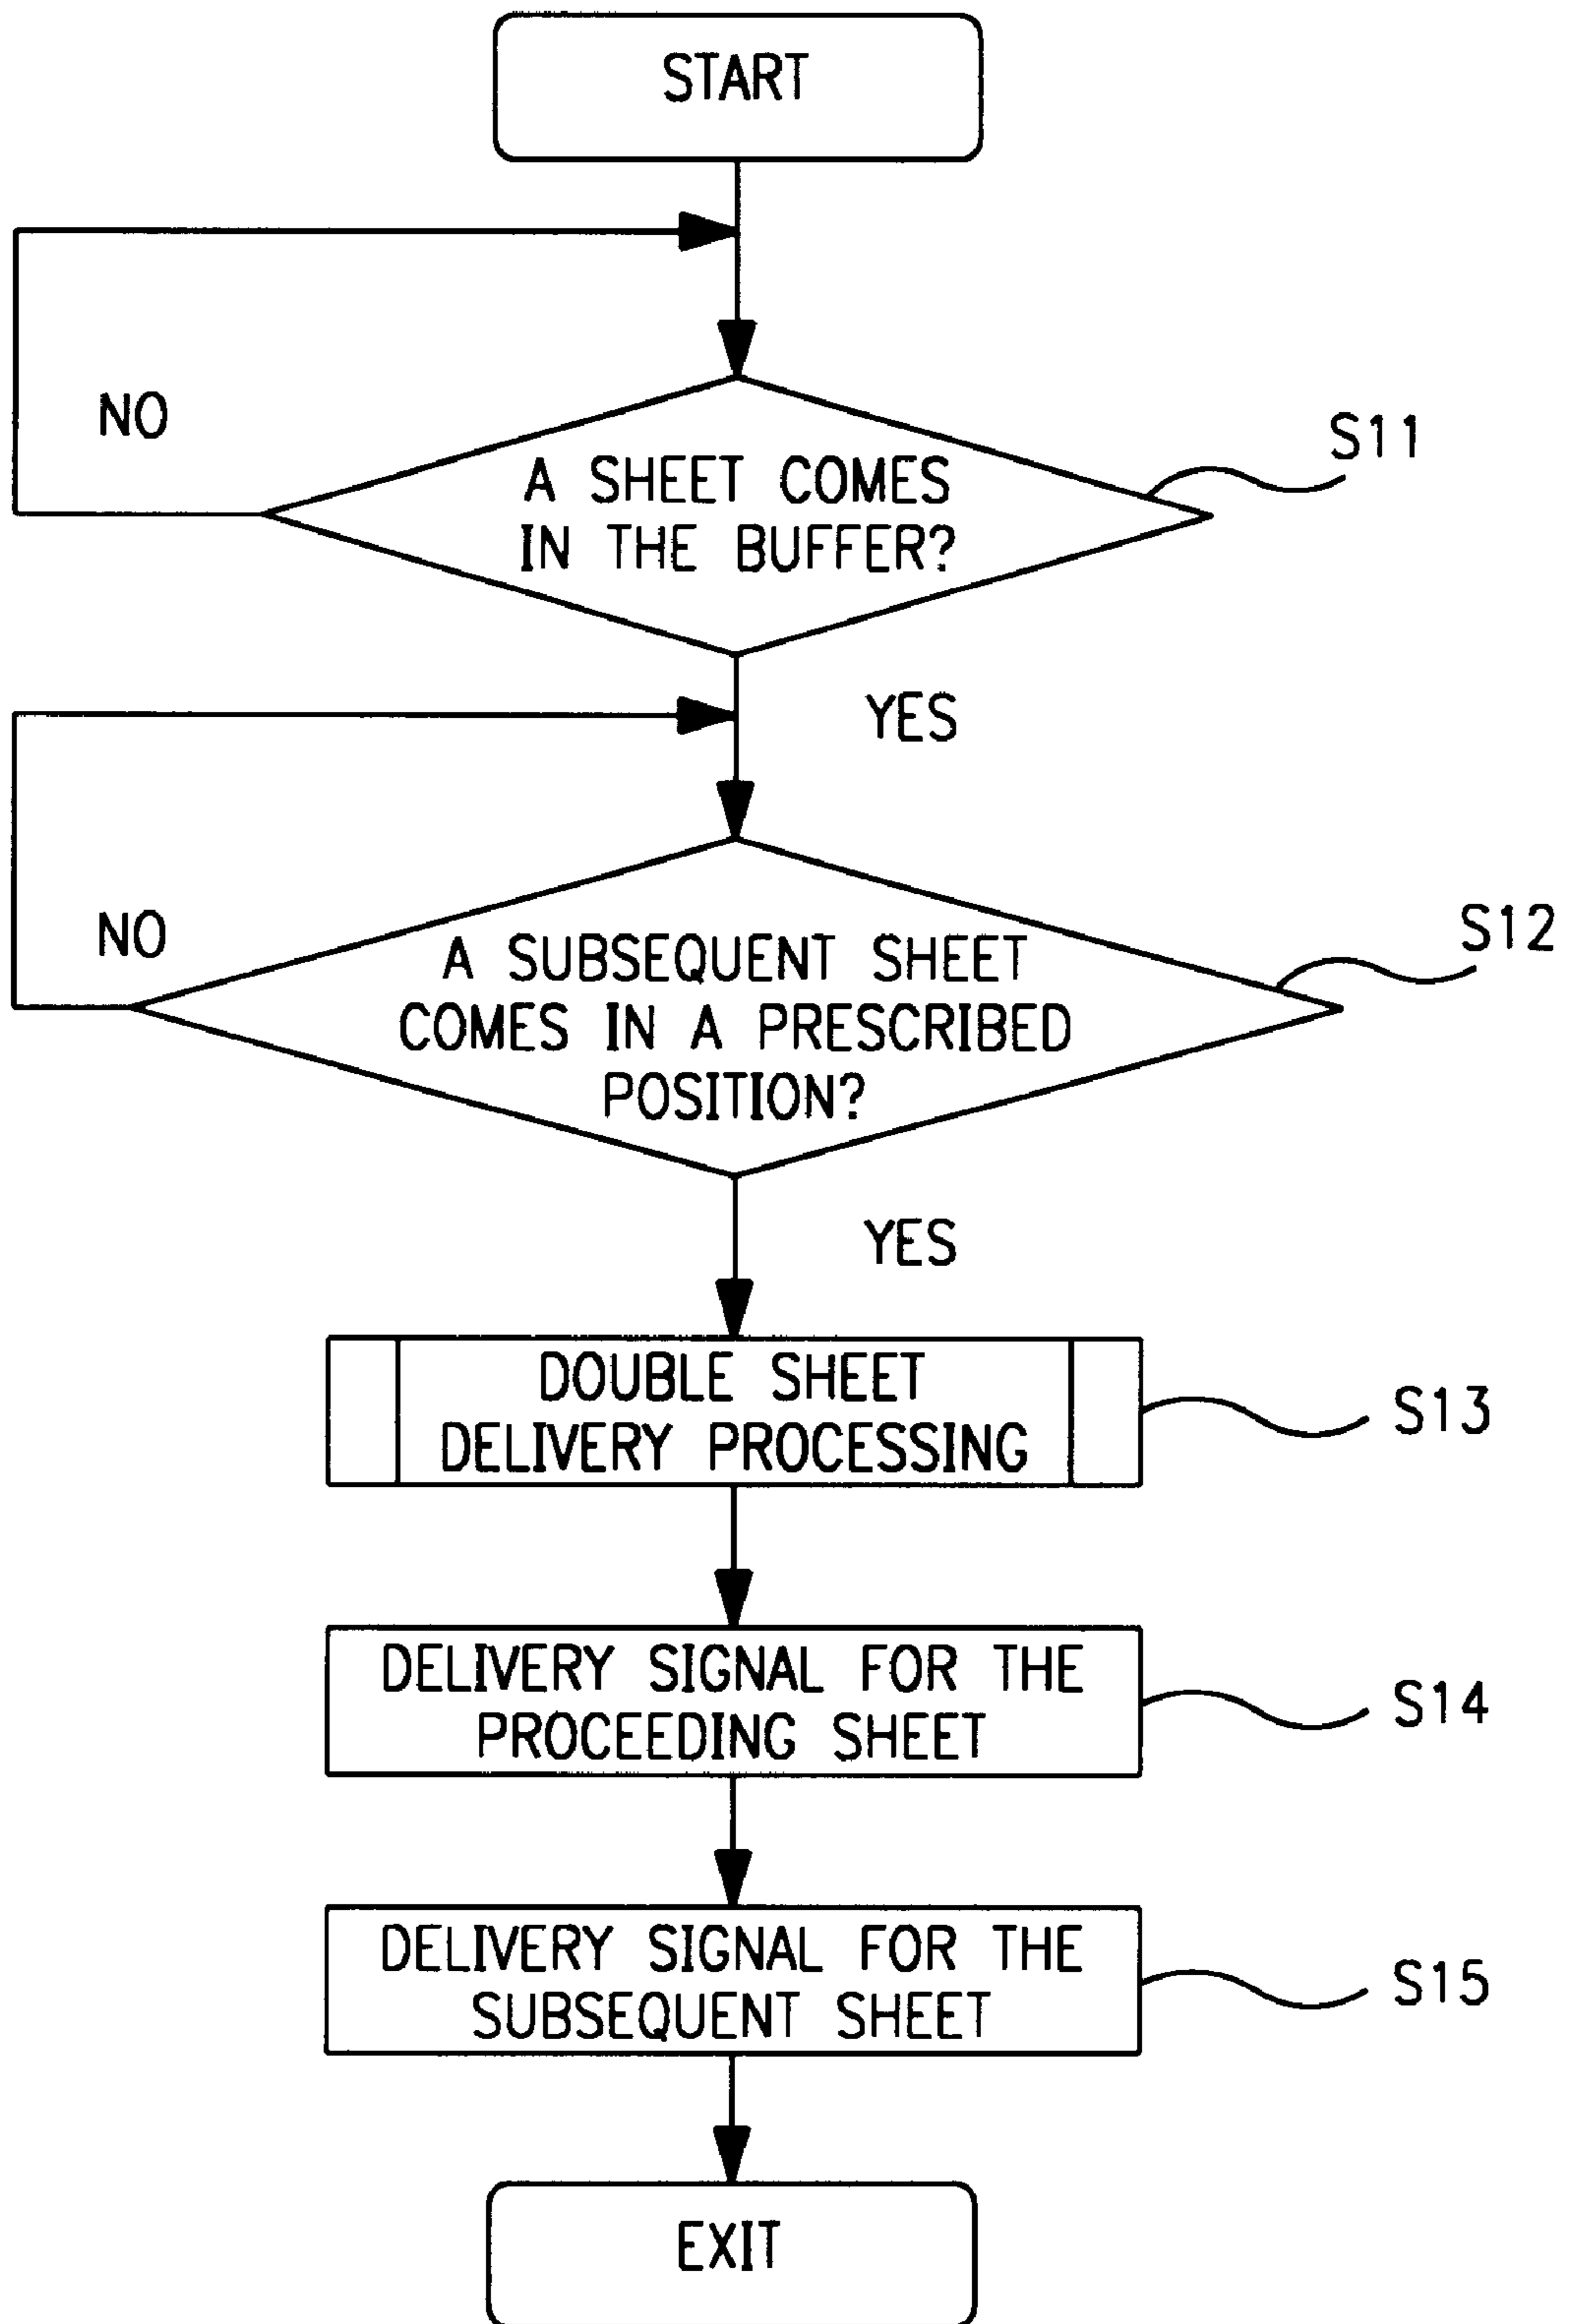 START
NO
S11
A SHEET COMES
IN THE BUFFER?
YES
NO
S12
A SUBSEQUENT SHEET
COMES IN A PRESCRIBED
POSITION?
YES
DOUBLE SHEET
DELIVERY PROCESSING
S13
DELIVERY SIGNAL FOR THE
PROCEEDING SHEET
S14
DELIVERY SIGNAL FOR THE
SUBSEQUENT SHEET
S15
EXIT